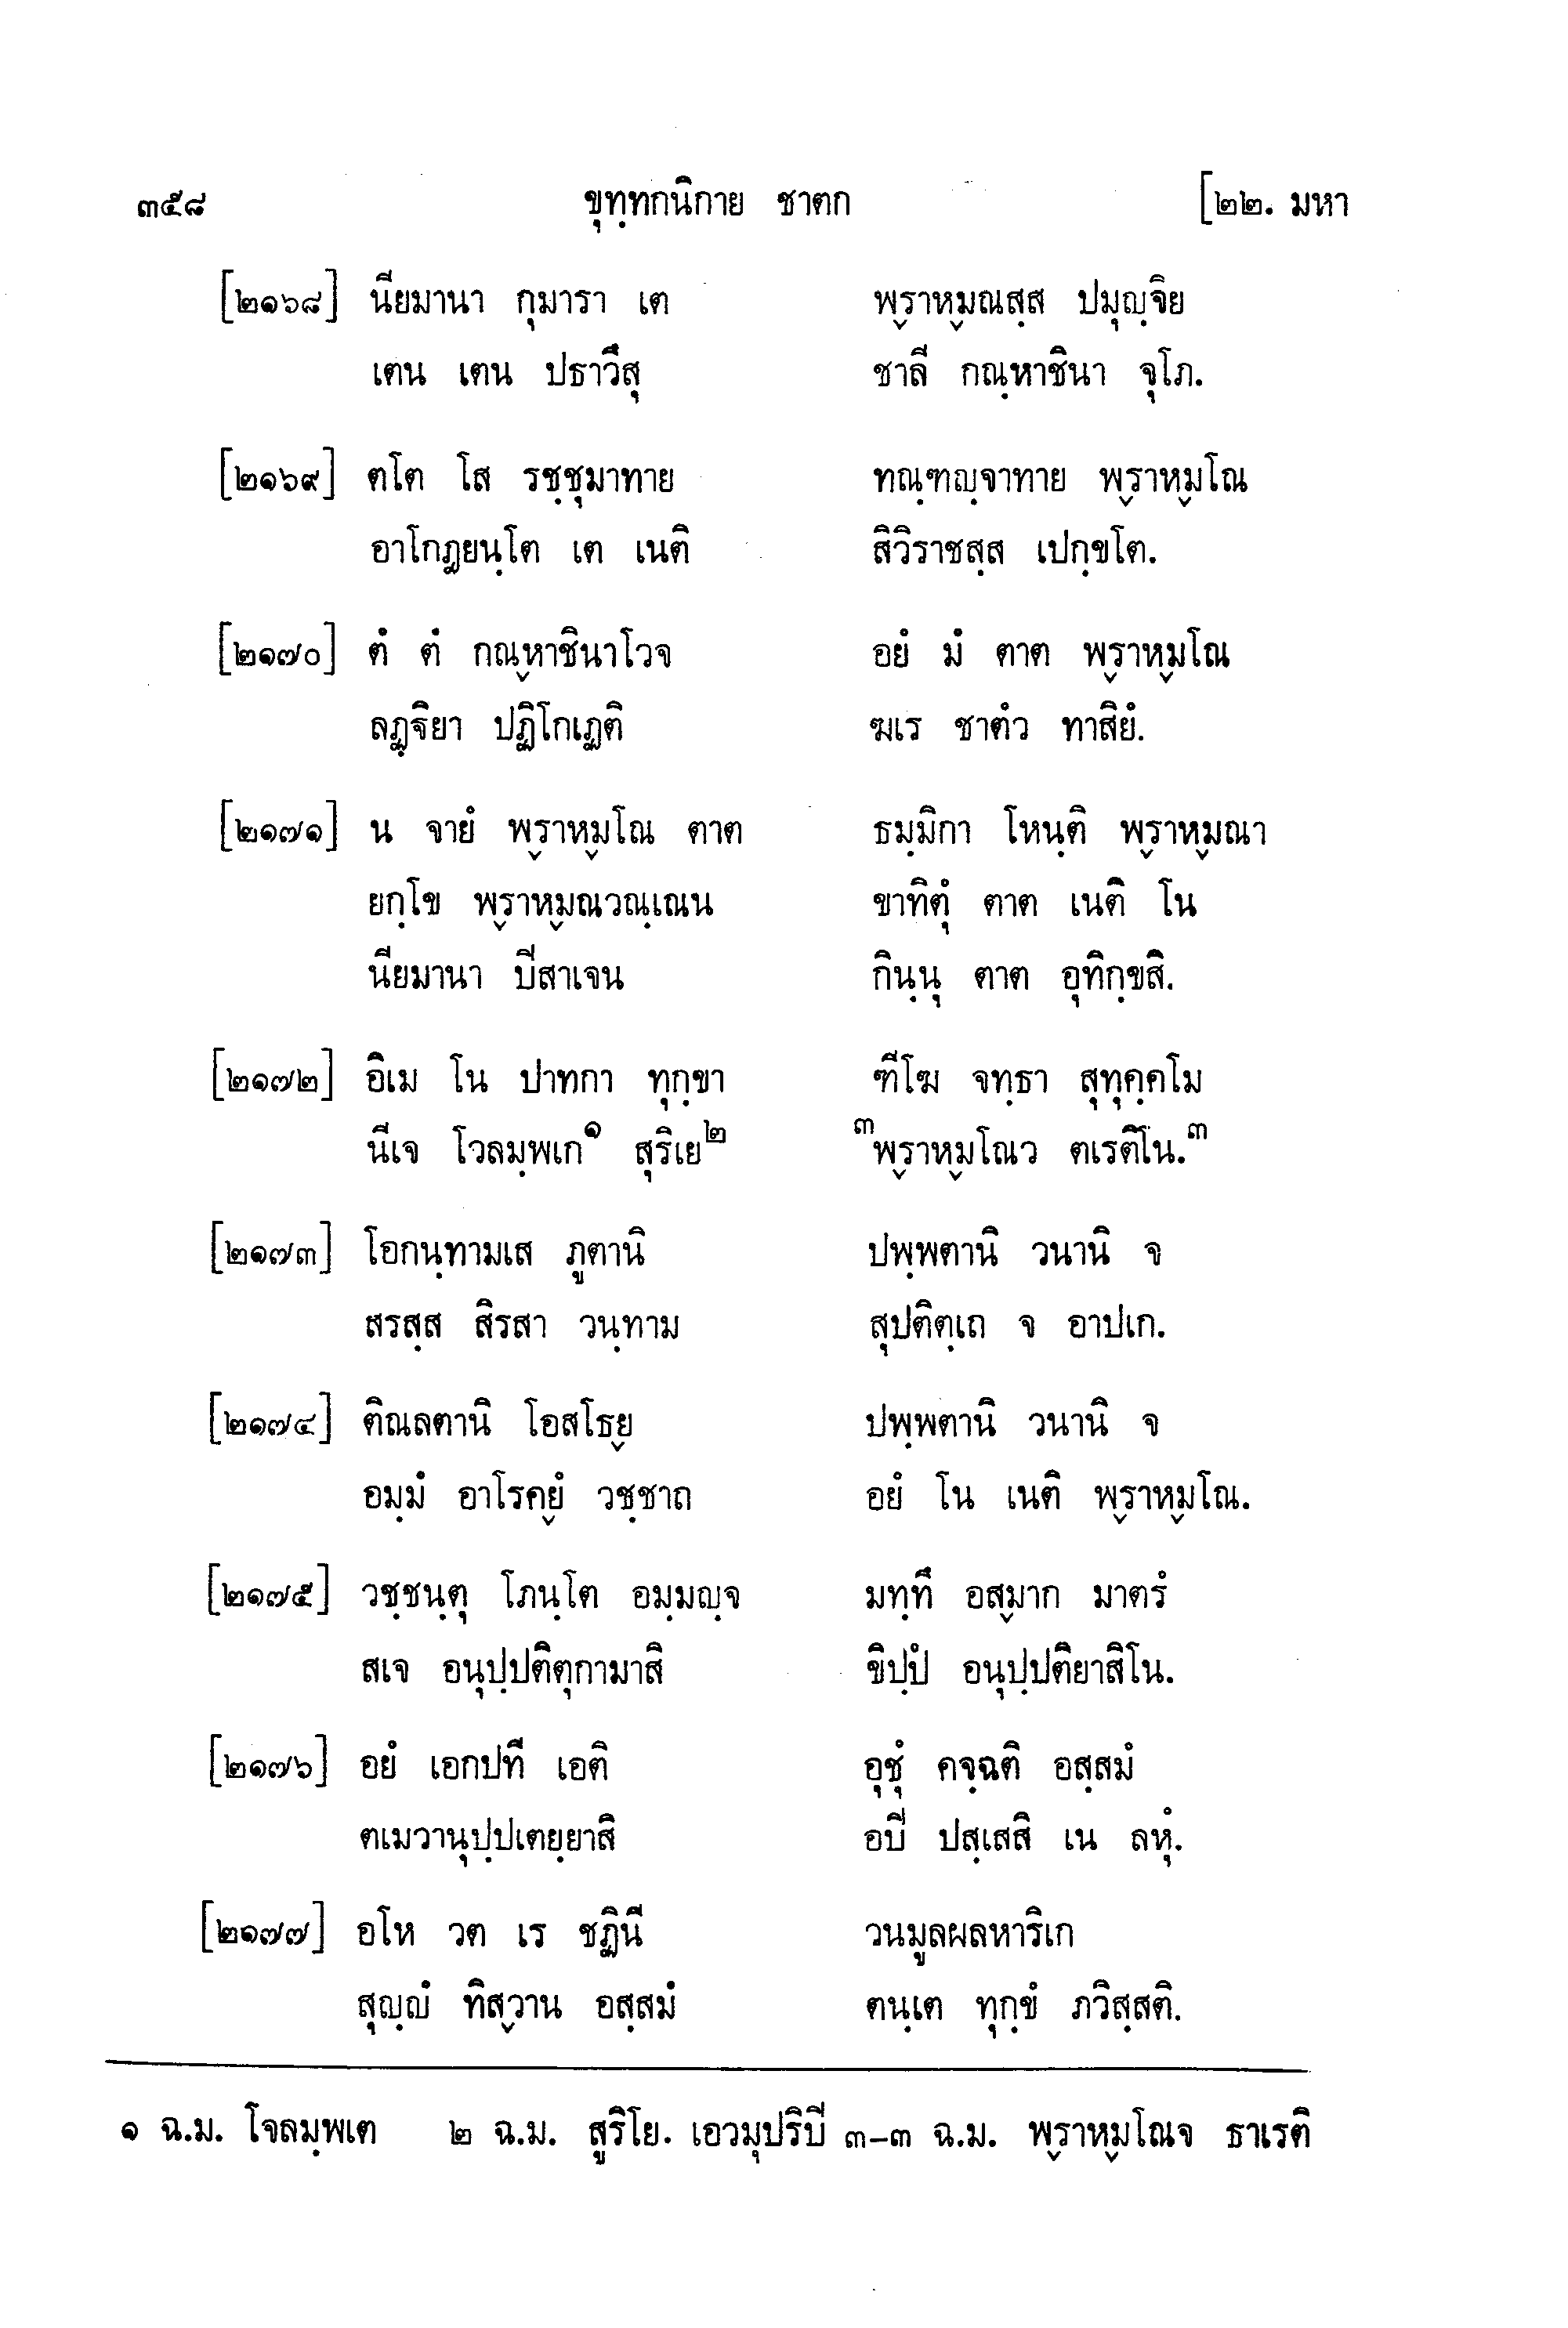 ๓๕๘ ขุทฺทกนิกาย ชาตก [๒๒. มหา
[๒๑๖๘] นียมานา กุมารา เต พฺราหฺมณสฺส ปมุญฺจิย
เตน เตน ปธาวึสุ ชาลี กณฺหาชินา จุโภ.
[๒๑๖๙] ตโต โส รชฺชุมาทาย ทณฺฑญฺจาทาย พฺราหฺมโณ
อาโกฏยนฺโต เต เนติ สิวิราชสฺส เปกฺขโต.
[๒๑๗๐] ตํ ตํ กณฺหาชินาโวจ อยํ มํ ตาต พฺราหฺมโณ
ลฏฺฐิยา ปฏิโกเฏติ ฆเร ชาตํว ทาสิยํ.
[๒๑๗๑] น จายํ พฺราหฺมโณ ตาต ธมฺมิกา โหนฺติ พฺราหฺมณา
ยกฺโข พฺราหฺมณวณฺเณน ขาทิตุํ ตาต เนติ โน
นียมานา ปีสาเจน กินฺนุ ตาต อุทิกฺขสิ.
[๒๑๗๒] อิเม โน ปาทกา ทุกฺขา ฑีโฆ จทฺธา สุทุคฺคโม
นีเจ โวลมฺพเก๑ สุริเย๒ ๓พฺราหฺมโณว ตเรติโน.๓
[๒๑๗๓] โอกนฺทามเส ภูตานิ ปพฺพตานิ วนานิ จ
สรสฺส สิรสา วนฺทาม สุปติตฺเถ จ อาปเก.
[๒๑๗๔] ติณลตานิ โอสโธฺย ปพฺพตานิ วนานิ จ
อมฺมํ อาโรคฺยํ วชฺชาถ อยํ โน เนติ พฺราหฺมโณ.
[๒๑๗๕] วชฺชนฺตุ โภนฺโต อมฺมญฺจ มทฺทึ อสฺมาก มาตรํ
สเจ อนุปฺปติตุกามาสิ ขิปฺปํ อนุปฺปติยาสิโน.
[๒๑๗๖] อยํ เอกปที เอติ อุชุํ คจฺฉติ อสฺสมํ
ตเมวานุปฺปเตยฺยาสิ อปี ปสฺเสสิ เน ลหุํ.
[๒๑๗๗] อโห วต เร ชฏินี วนมูลผลหาริเก
สุญฺญํ ทิสฺวาน อสฺสมํ ตนฺเต ทุกฺขํ ภวิสฺสติ.
๑ ฉ.ม. โจลมฺพเต ๒ ฉ.ม. สูริโย. เอวมุปริปี ๓-๓ ฉ.ม. พฺราหฺมโณจ ธาเรติ